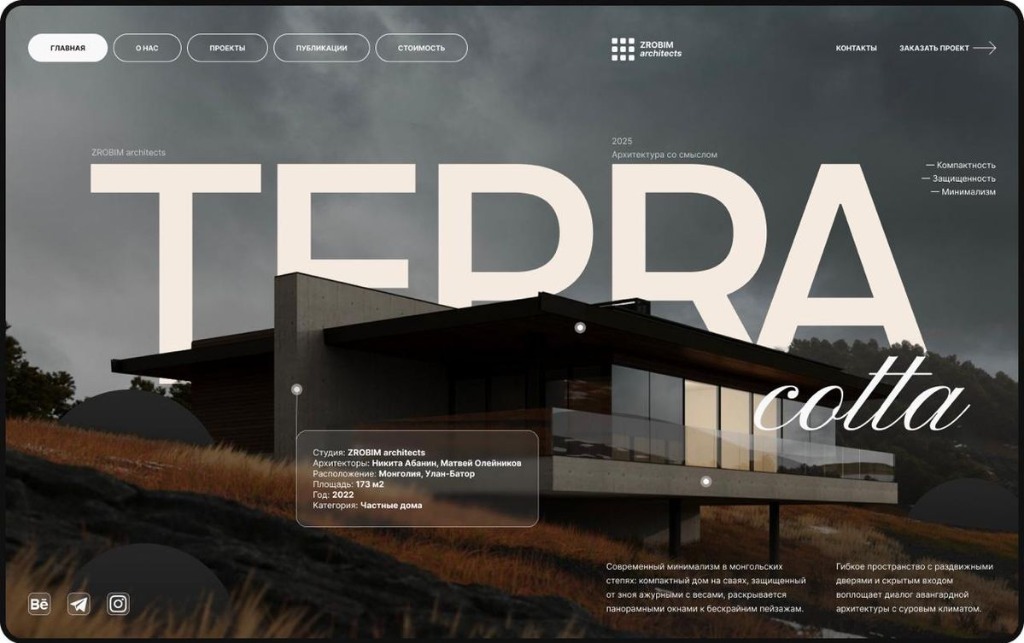 ГЛАВНАЯ
О НАС
ПРОЕКТЫ
ПУБЛИКАЦИИ
СТОИМОСТЬ
ZROBIM
architects
КОНТАКТЫ
ЗАКАЗАТЬ ПРОЕКТ
ZROBIM architects
2025
Архитектура со смыслом
— Компактность
— Защищенность
— Минимализм
TERRA
cotta
Студия: ZROBIM architects
Архитекторы: Никита Абанин, Матвей Олейников
Расположение: Монголия, Улан-Батор
Площадь: 173 м2
Год: 2022
Категория: Частные дома
Современный минимализм в монгольских
степях: компактный дом на сваях, защищенный
от зноя ажурными с весами, раскрывается
панорамными окнами к бескрайним пейзажам.
Гибкое пространство с раздвижными
дверями и скрытым входом
воплощает диалог авангардной
архитектуры с суровым климатом.
Bē